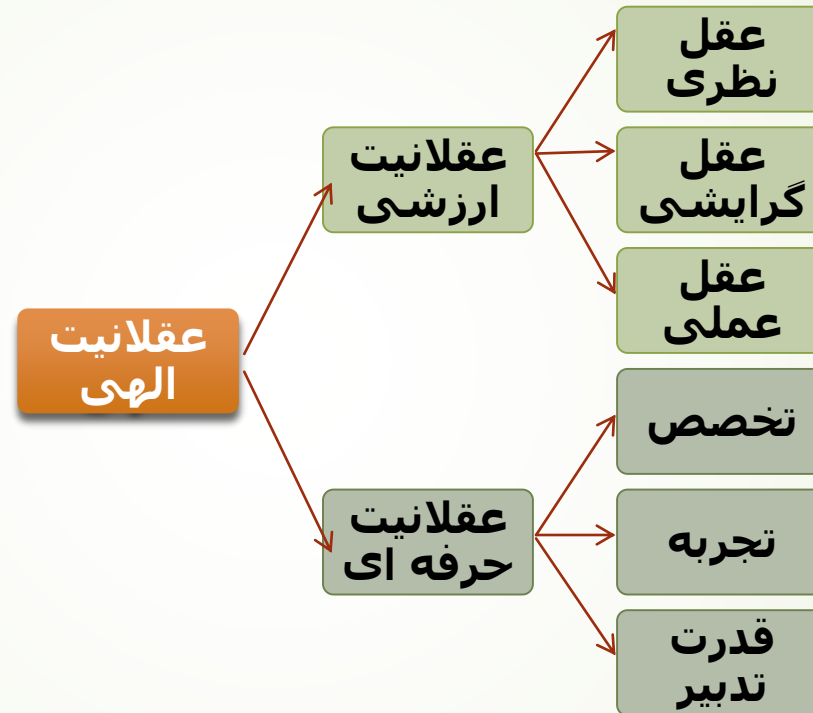 عقلانیت
الهی
عقلانیت
ارزشی
عقل
نظری
عقل
گرایشی
عقل
عملی
عقلانیت
حرفه ای
تخصص
تجربه
قدرت
تدبیر